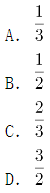 A. 1/3
B. 1/2
C. 2/3
D. 3/2